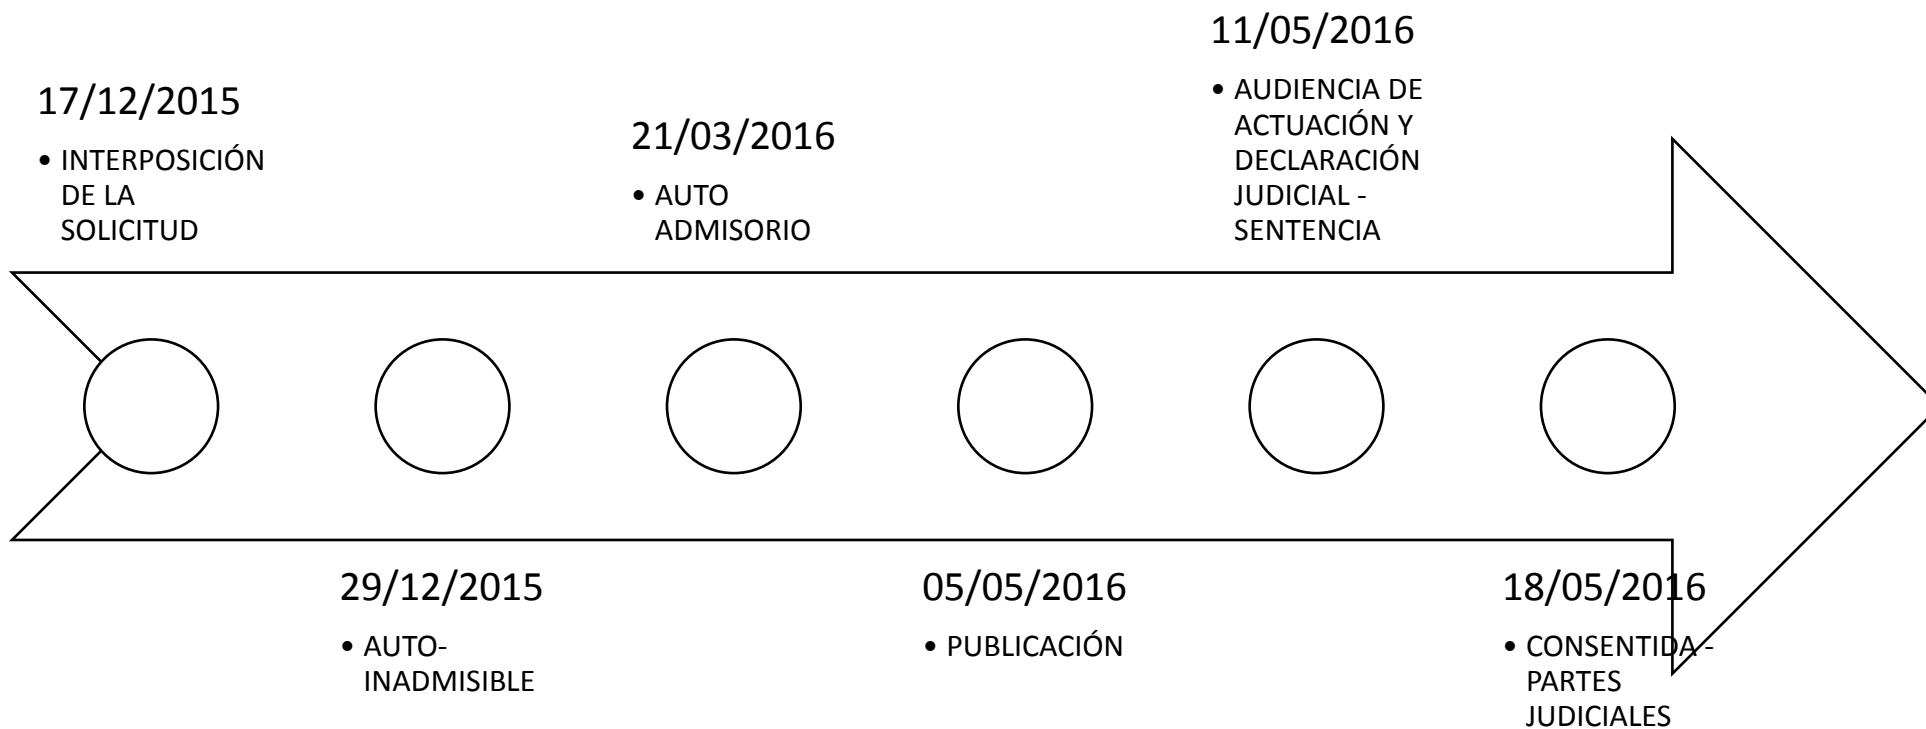 17/12/2015
• INTERPOSICIÓN
DE LA
SOLICITUD
29/12/2015
• AUTO-
INADMISIBLE
21/03/2016
• AUTO
ADMISORIO
05/05/2016
• PUBLICACIÓN
11/05/2016
• AUDIENCIA DE
ACTUACIÓN Y
DECLARACIÓN
JUDICIAL -
SENTENCIA
18/05/2016
• CONSENTIDA -
PARTES
JUDICIALES